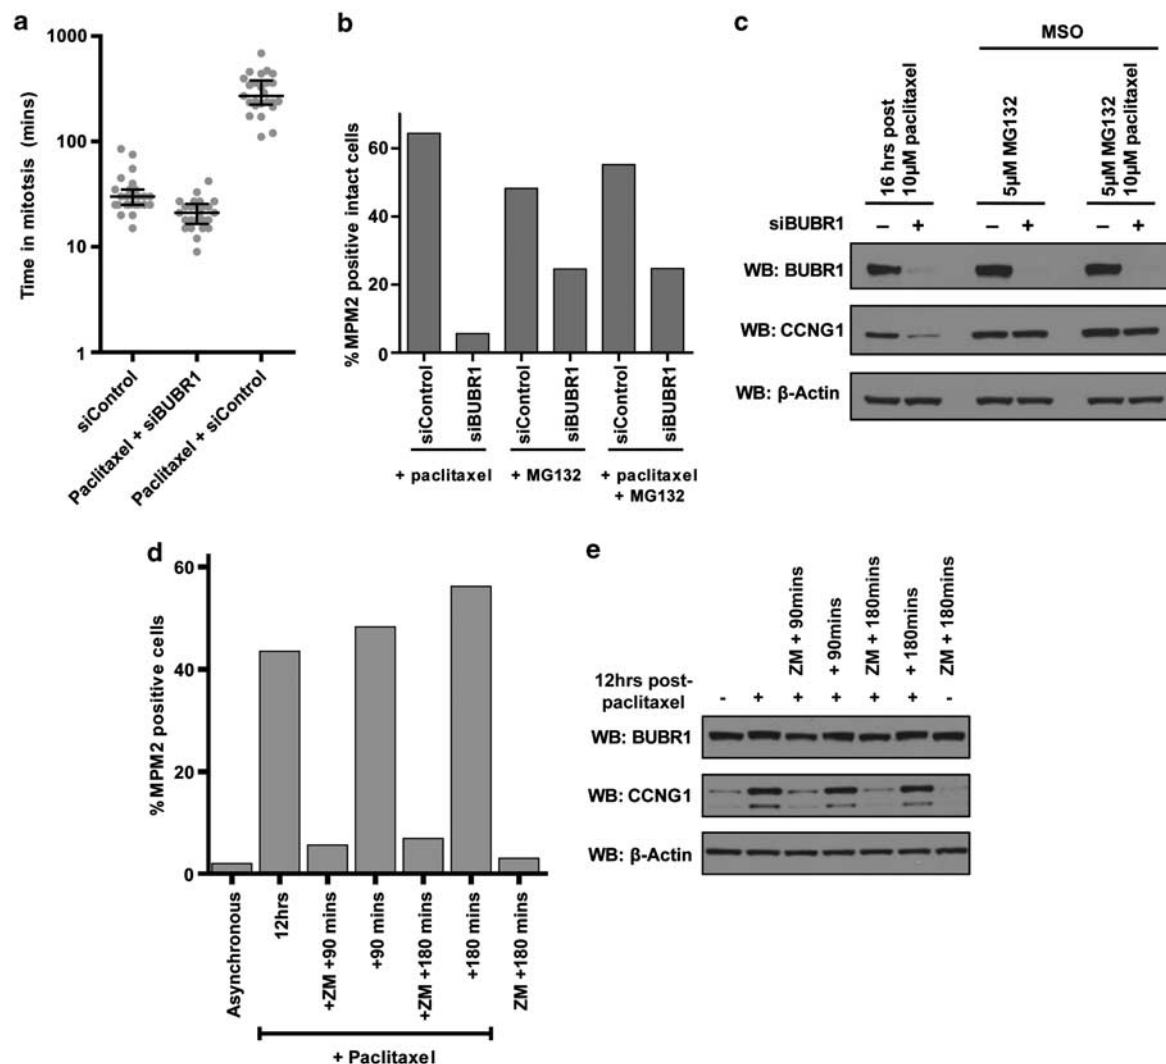 a
Time in mitotsis (mins)
1000
100
10
1
siControl
Paclitaxel + siBUBR1
Paclitaxel + siControl
b
%MPM2 positive intact cells
60
40
20
0
siControl
siBUBR1
siControl
siBUBR1
siControl
siBUBR1
+ paclitaxel
+ MG132
+ paclitaxel
+ MG132
c
MSO
16 hrs post
10µM paclitaxel
5µM MG132
5µM MG132
10µM paclitaxel
siBUBR1 – + – + – +
WB: BUBR1
WB: CCNG1
WB: β-Actin
d
%MPM2 positive cells
60
40
20
0
Asynchronous
12hrs
+ZM +90 mins
+90 mins
+ZM +180 mins
+180 mins
ZM +180 mins
+ Paclitaxel
e
ZM + 90mins
+ 90mins
ZM + 180mins
+ 180mins
ZM + 180mins
12hrs post-
paclitaxel - + + + + + -
WB: BUBR1
WB: CCNG1
WB: β-Actin